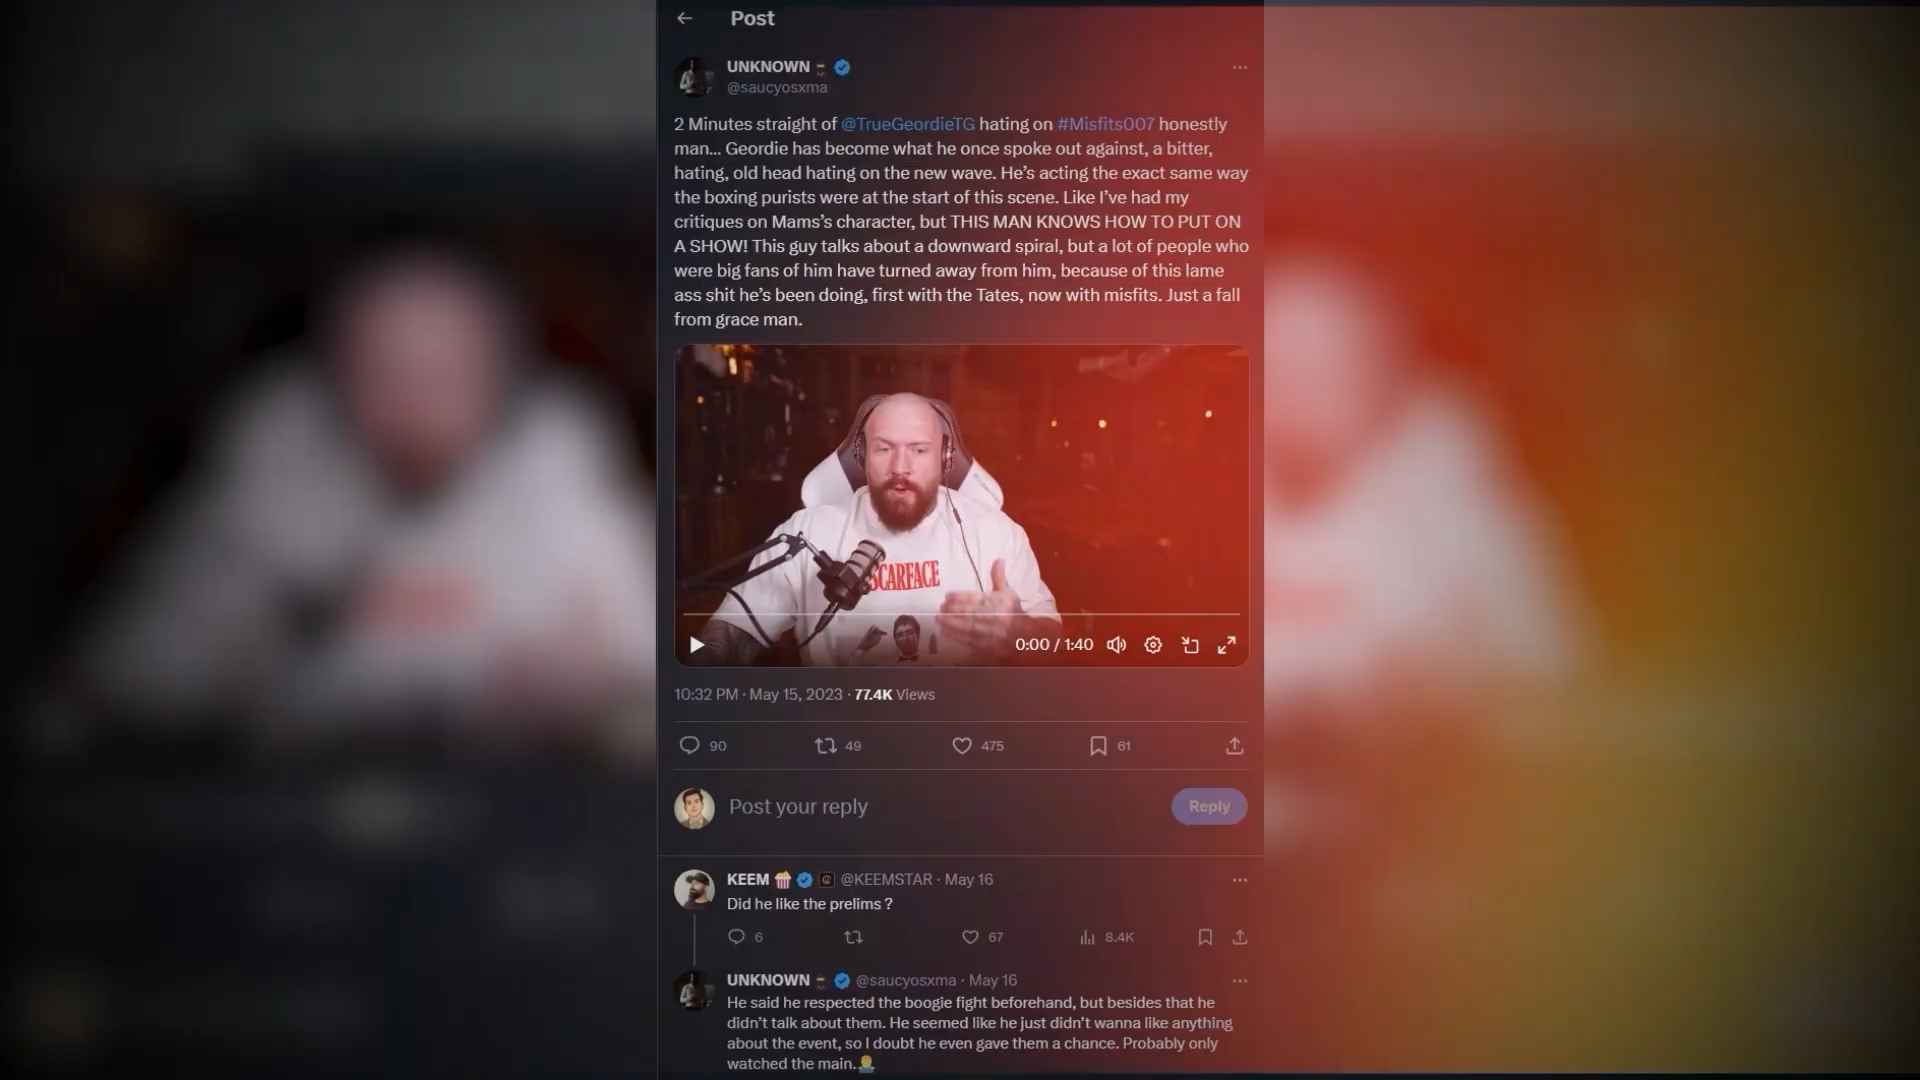 Post
UNKNOWN
@saucyosxma
2 Minutes straight of @TrueGeordieTG hating on #Misfits007 honestly
man... Geordie has become what he once spoke out against, a bitter,
hating, old head hating on the new wave. He's acting the exact same way
the boxing purists were at the start of this scene. Like I've had my
critiques on Mams's character, but THIS MAN KNOWS HOW TO PUT ON
A SHOW! This guy talks about a downward spiral, but a lot of people who
were big fans of him have turned away from him, because of this lame
ass shit he's been doing, first with the Tates, now with misfits. Just a fall
from grace man.
SCARFACE
0:00 / 1:40
10:32 PM · May 15, 2023 · 77.4K Views
90 49 475 61
Post your reply Reply
KEEM 🍿 @KEEMSTAR · May 16
Did he like the prelims ?
6 67 8.4K
UNKNOWN @saucyosxma · May 16
He said he respected the boogie fight beforehand, but besides that he
didn't talk about them. He seemed like he just didn't wanna like anything
about the event, so I doubt he even gave them a chance. Probably only
watched the main.